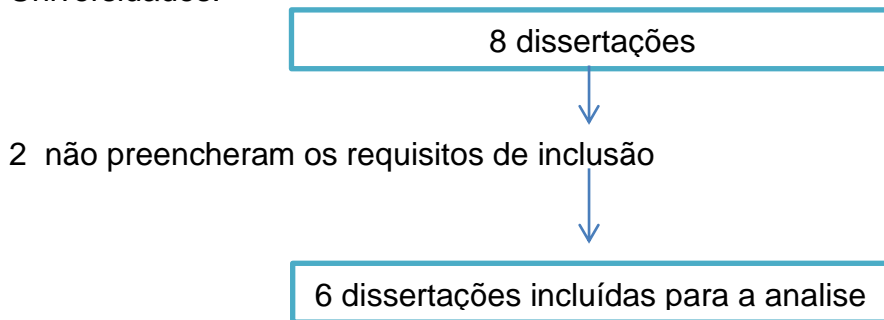 8 dissertações
2 não preencheram os requisitos de inclusão
6 dissertações incluídas para a analise